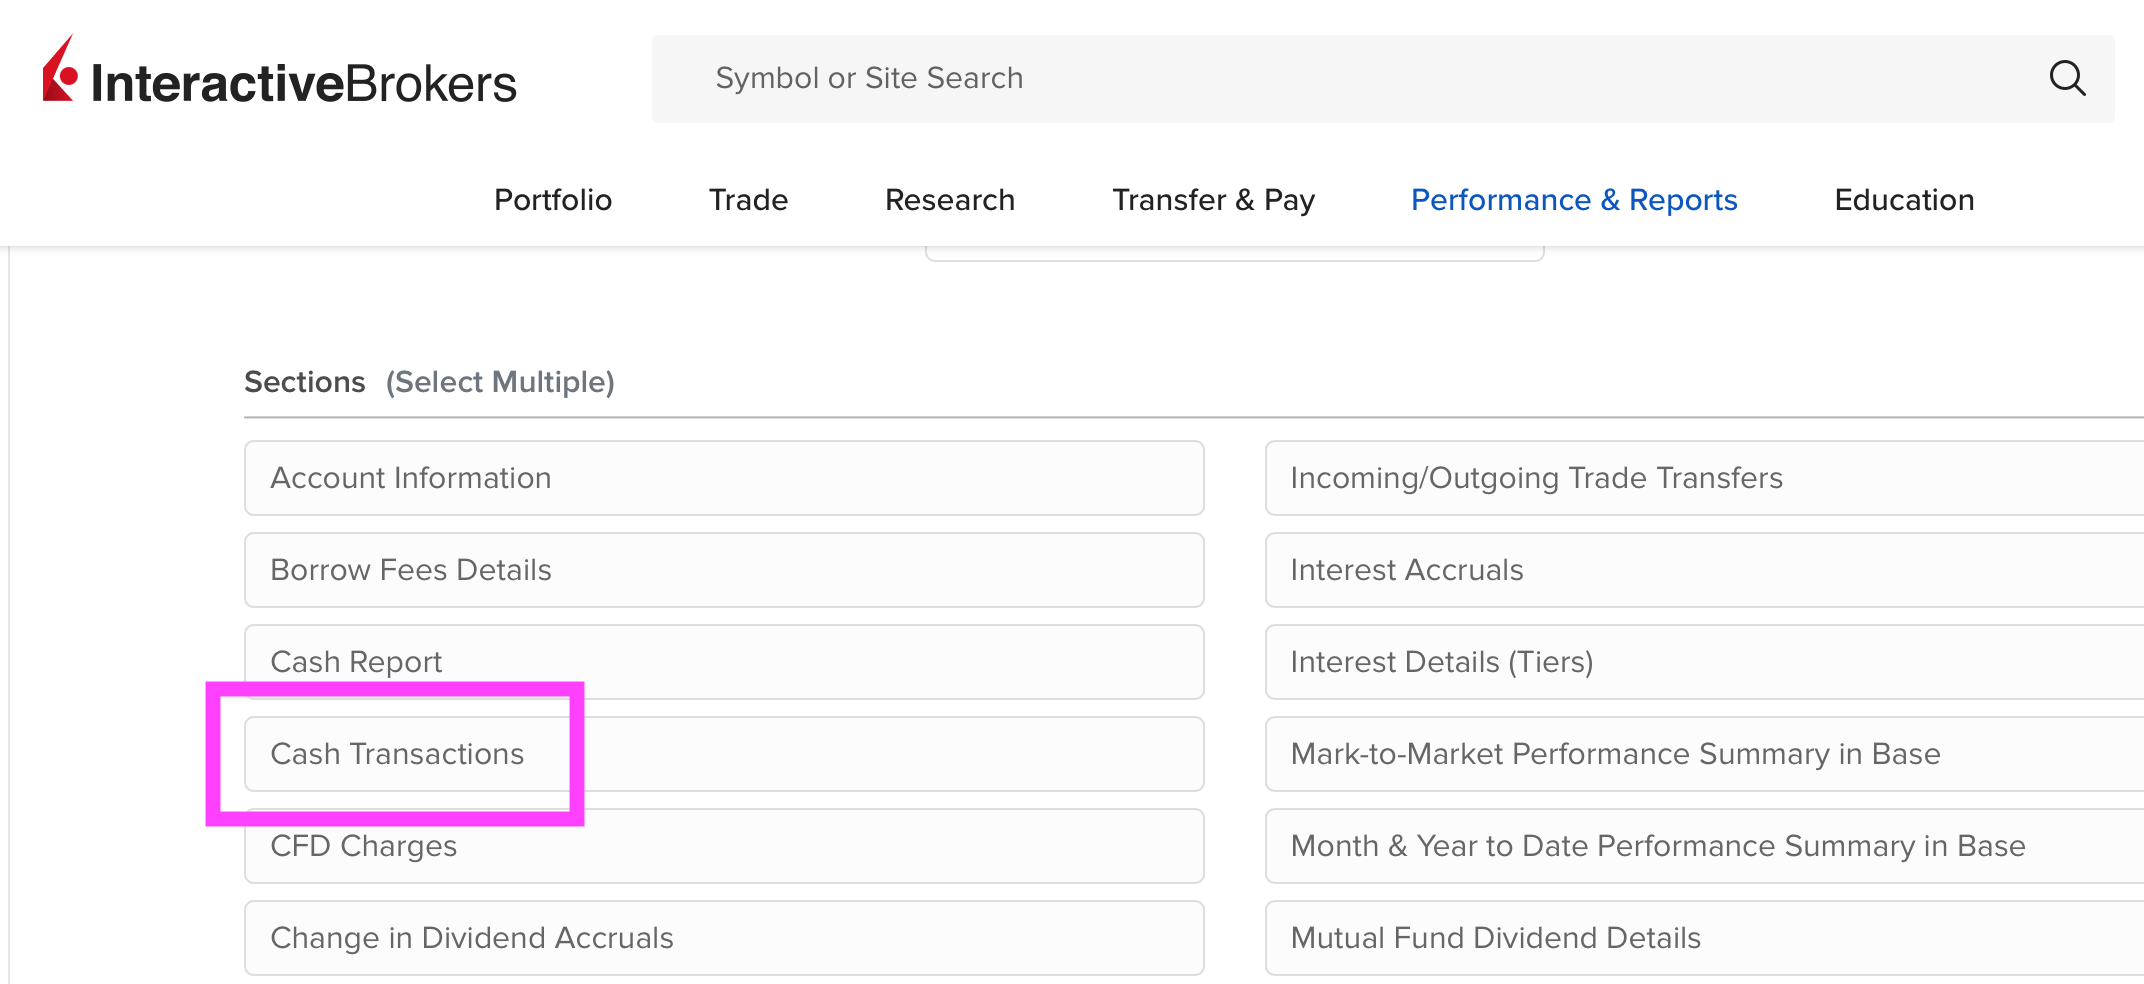 InteractiveBrokers
Symbol or Site Search
Portfolio Trade Research Transfer & Pay Performance & Reports Education
Sections (Select Multiple)
Account Information
Borrow Fees Details
Cash Report
Cash Transactions
CFD Charges
Change in Dividend Accruals
Incoming/Outgoing Trade Transfers
Interest Accruals
Interest Details (Tiers)
Mark-to-Market Performance Summary in Base
Month & Year to Date Performance Summary in Base
Mutual Fund Dividend Details